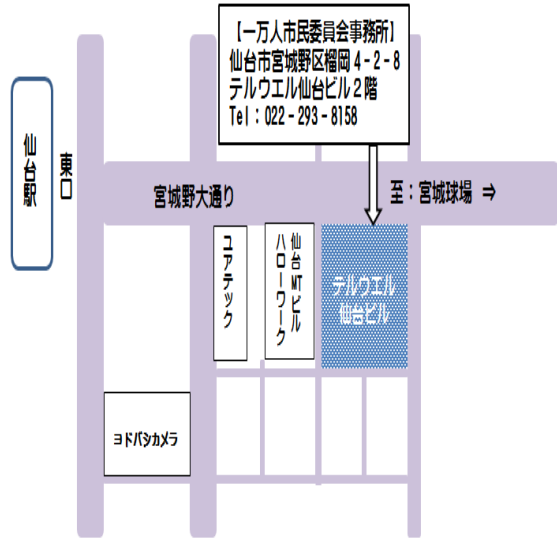 【一万人市民委員会事務所】
仙台市宮城野区榴岡4-2-8
テルウエル仙台ビル2階
Tel：022-293-8158
仙台駅
東口
宮城野大通り
至：宮城球場 ⇒
ユアテック
仙台MTビル
ハローワーク
テルウエル
仙台ビル
ヨドバシカメラ